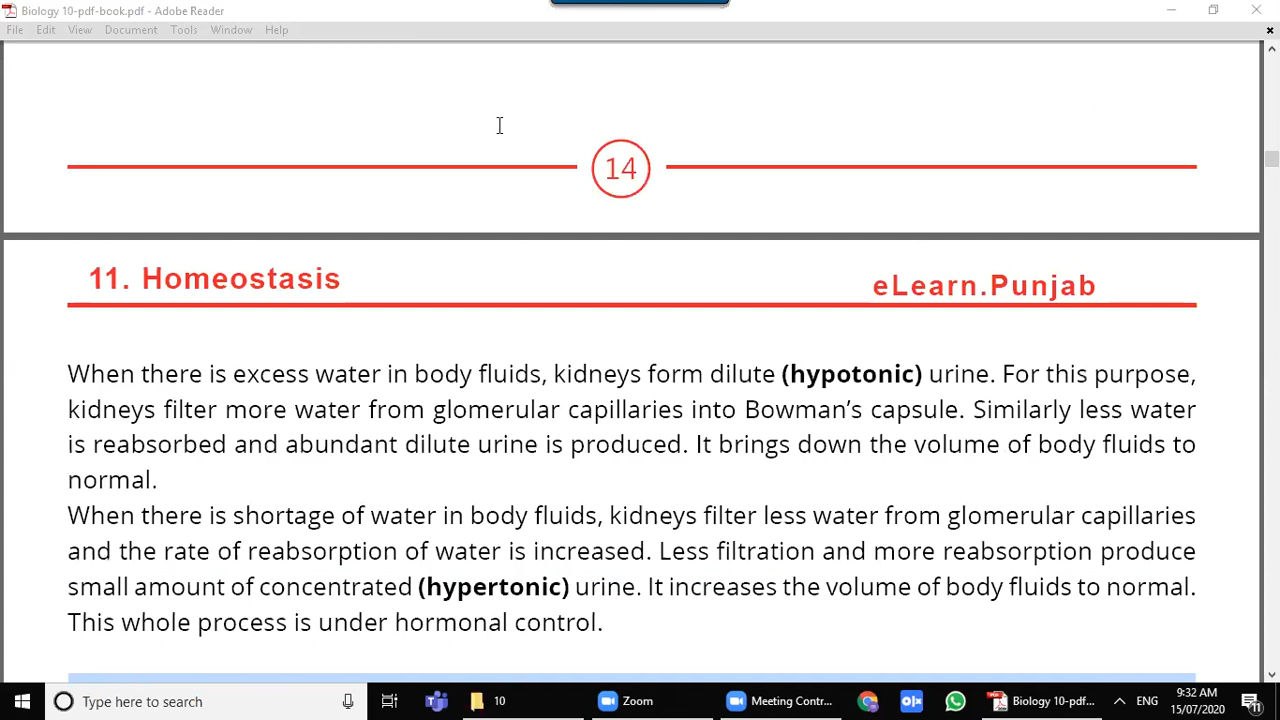 Biology 10-pdf-book.pdf - Adobe Reader
File Edit View Document Tools Window Help
14
11. Homeostasis
eLearn.Punjab
When there is excess water in body fluids, kidneys form dilute (hypotonic) urine. For this purpose,
kidneys filter more water from glomerular capillaries into Bowman’s capsule. Similarly less water
is reabsorbed and abundant dilute urine is produced. It brings down the volume of body fluids to
normal.
When there is shortage of water in body fluids, kidneys filter less water from glomerular capillaries
and the rate of reabsorption of water is increased. Less filtration and more reabsorption produce
small amount of concentrated (hypertonic) urine. It increases the volume of body fluids to normal.
This whole process is under hormonal control.
Type here to search 10 Zoom Meeting Contr... Biology 10-pdf-... ENG 9:32 AM
15/07/2020 11